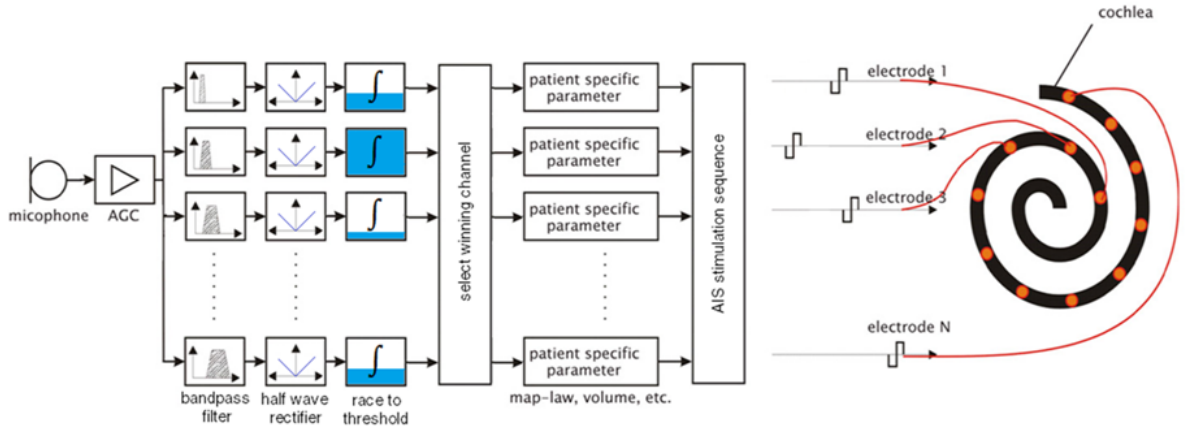 cochlea
electrode 1
electrode 2
electrode 3
electrode N
micophone
AGC
bandpass
filter
half wave
rectifier
race to
threshold
select winning channel
patient specific
parameter
patient specific
parameter
patient specific
parameter
patient specific
parameter
map-law, volume, etc.
AIS stimulation sequence